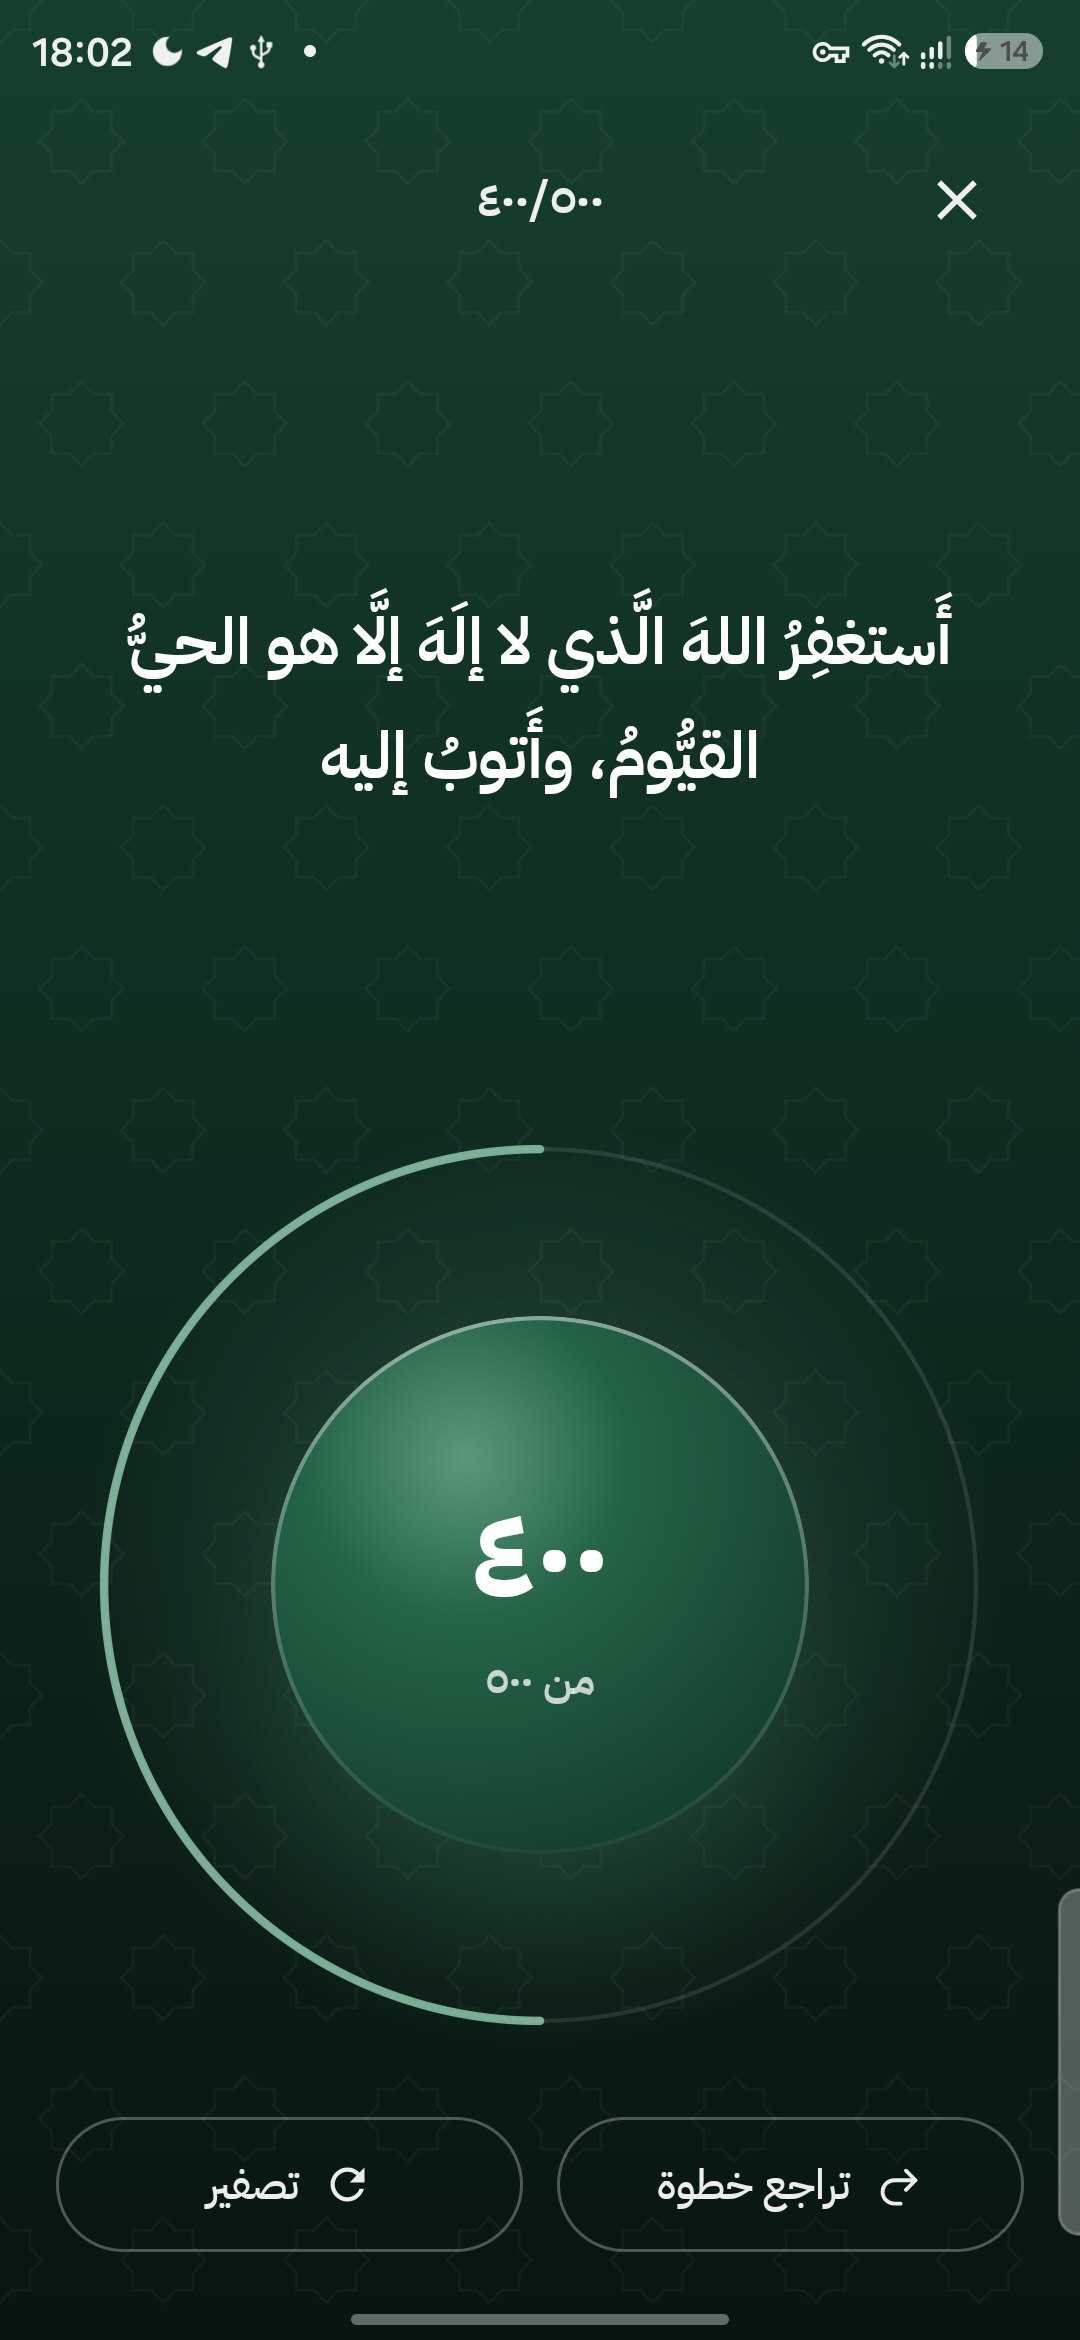 18:02
14
٤٠٠/٥٠٠
أَستغفِرُ اللهَ الَّذي لا إلَهَ إلَّا هو الحيُّ
القيُّومُ، وأَتوبُ إليه
٤٠٠
من ٥٠٠
تراجع خطوة
تصفير